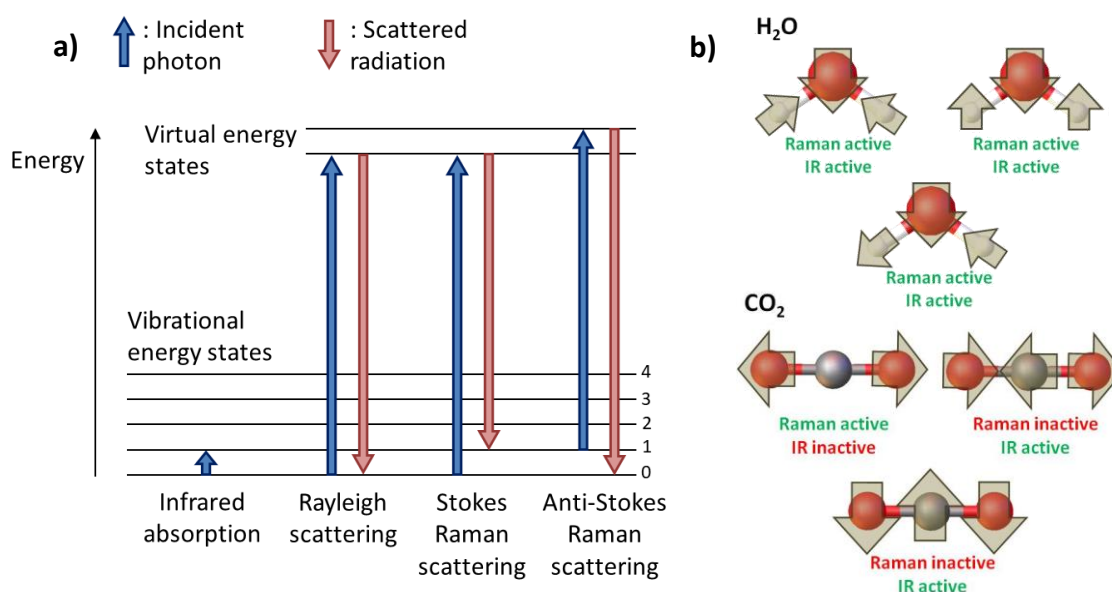 a)
: Incident
photon
: Scattered
radiation
Energy
Virtual energy
states
Vibrational
energy states
4
3
2
1
0
Infrared
absorption
Rayleigh
scattering
Stokes
Raman
scattering
Anti-Stokes
Raman
scattering
b)
H₂O
Raman active
IR active
Raman active
IR active
Raman active
IR active
CO₂
Raman active
IR inactive
Raman inactive
IR active
Raman inactive
IR active